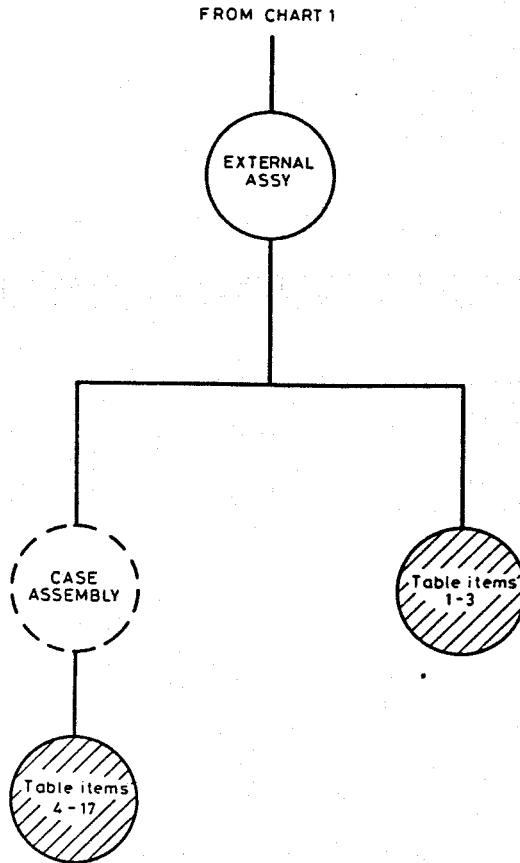 FROM CHART 1
EXTERNAL
ASSY
CASE
ASSEMBLY
Table items
1-3
Table items
4-17